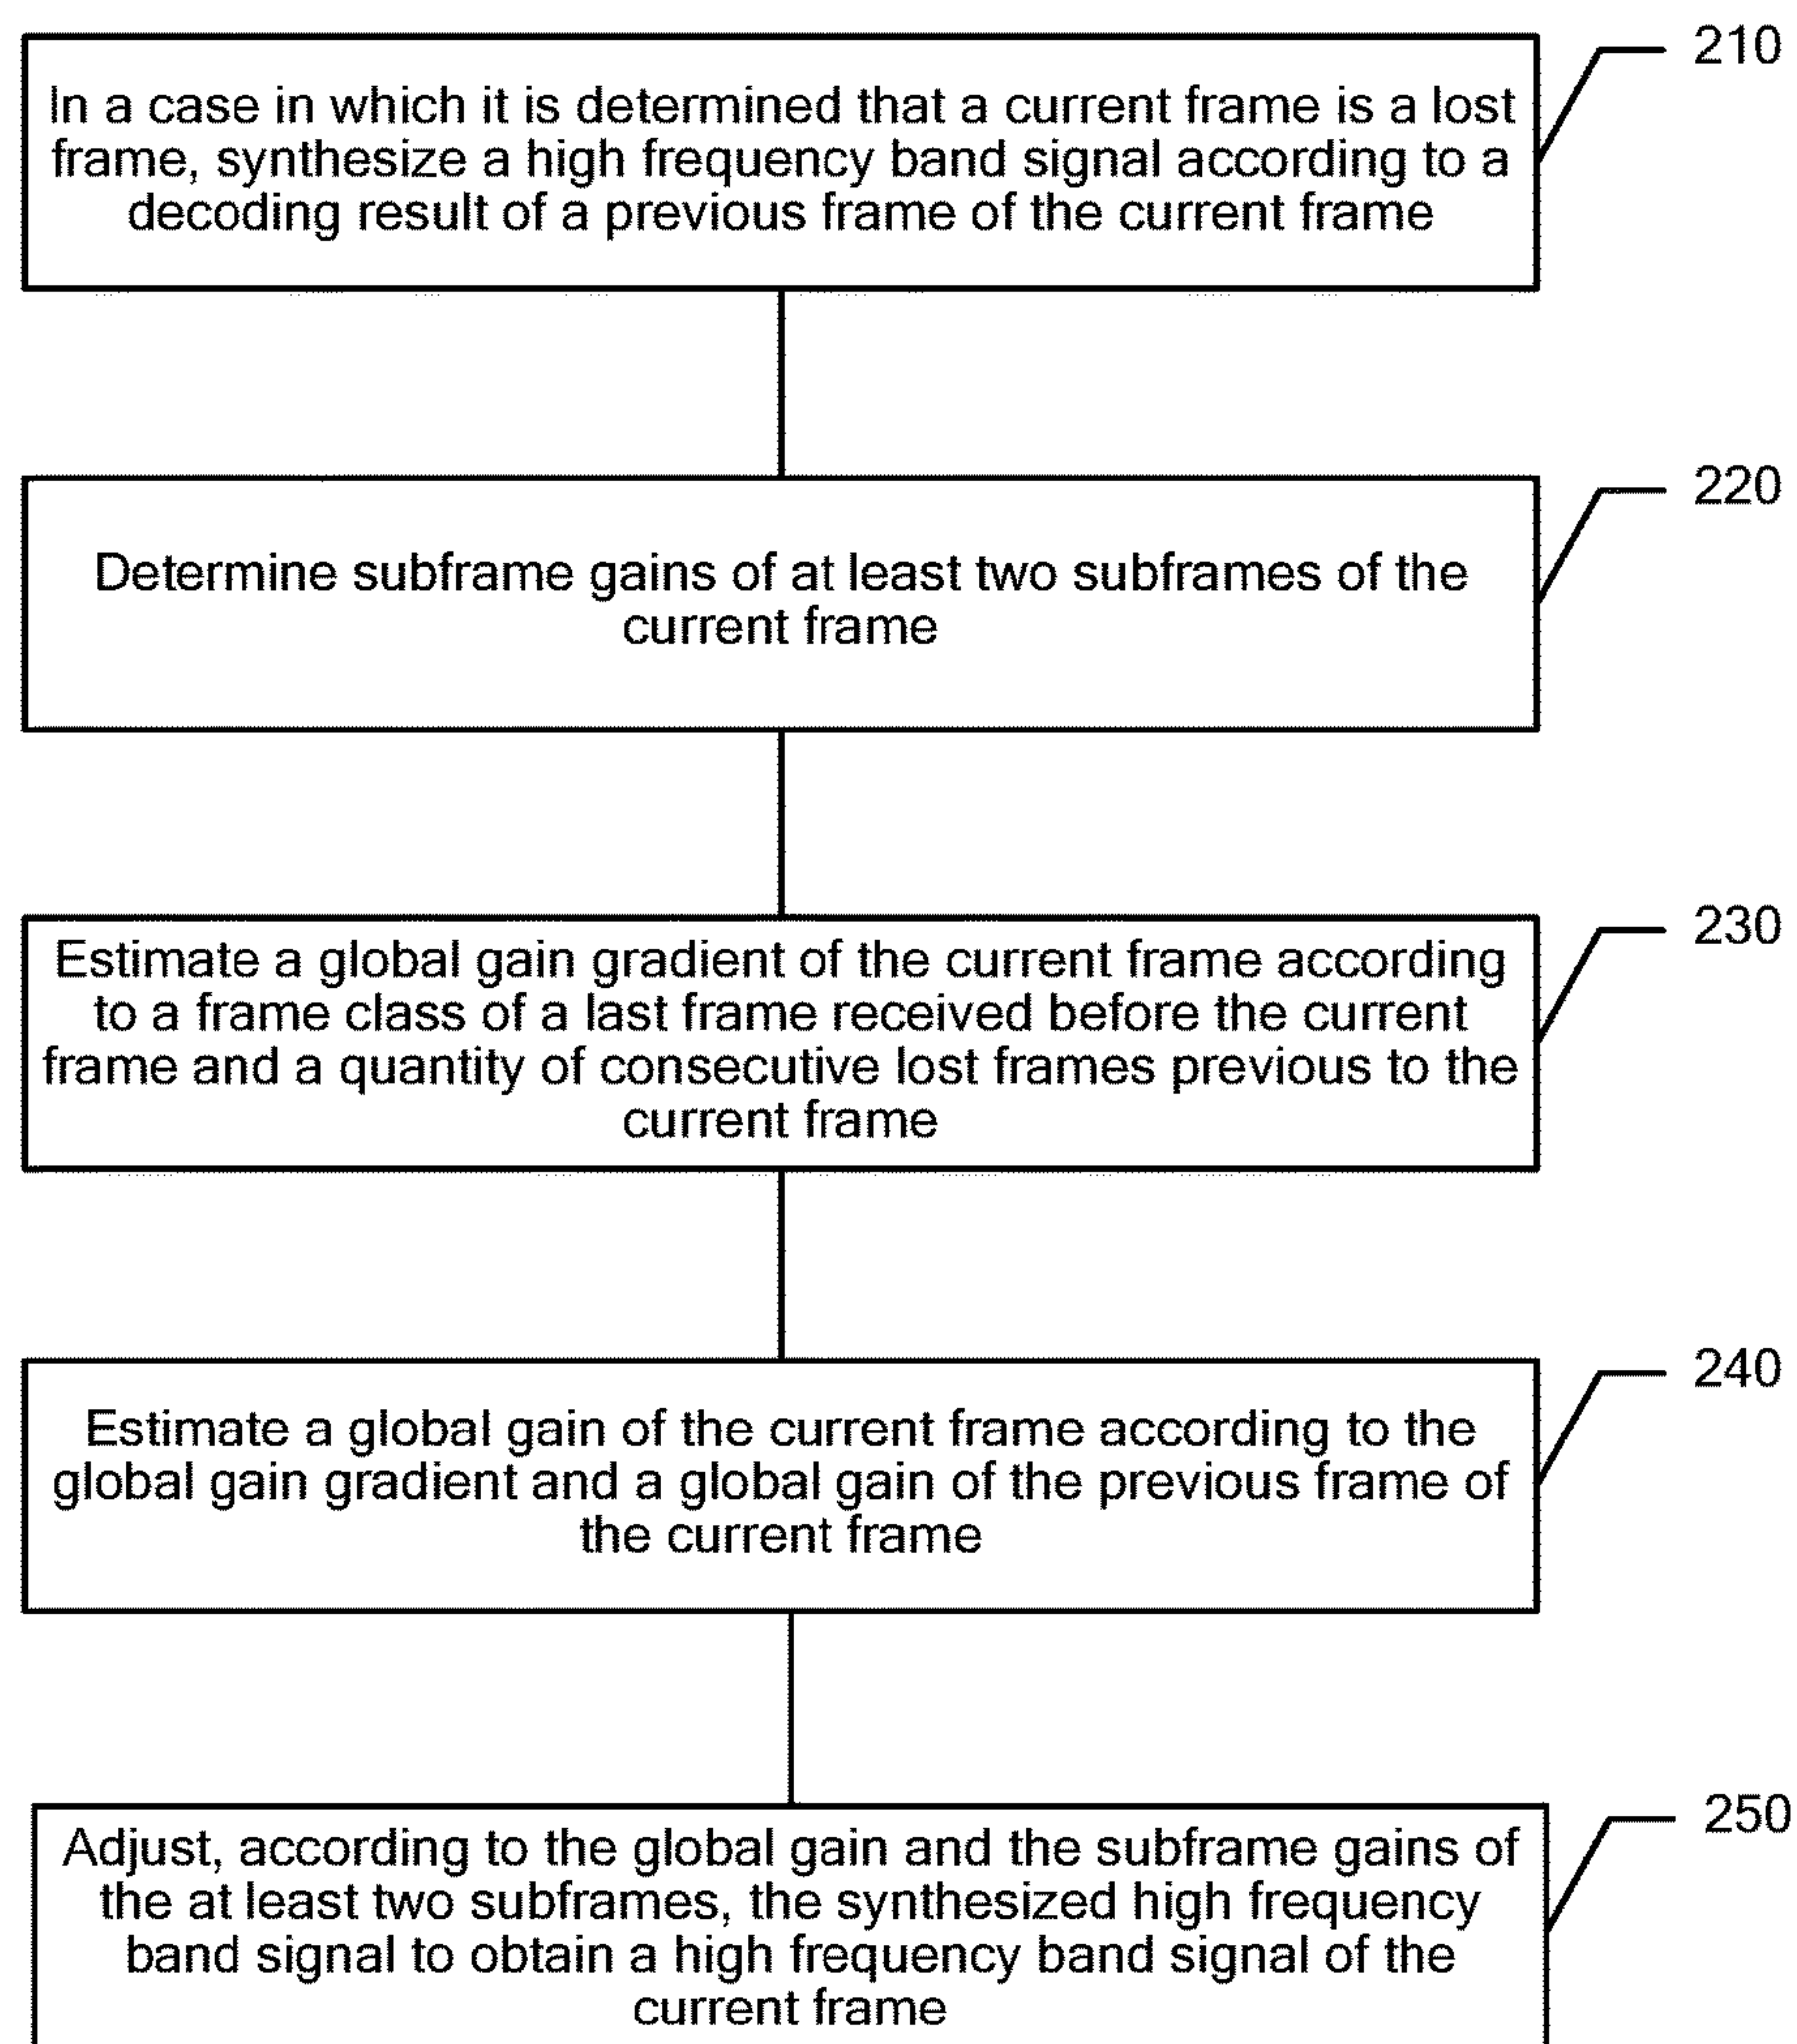 210
In a case in which it is determined that a current frame is a lost
frame, synthesize a high frequency band signal according to a
decoding result of a previous frame of the current frame
220
Determine subframe gains of at least two subframes of the
current frame
230
Estimate a global gain gradient of the current frame according
to a frame class of a last frame received before the current
frame and a quantity of consecutive lost frames previous to the
current frame
240
Estimate a global gain of the current frame according to the
global gain gradient and a global gain of the previous frame of
the current frame
250
Adjust, according to the global gain and the subframe gains of
the at least two subframes, the synthesized high frequency
band signal to obtain a high frequency band signal of the
current frame